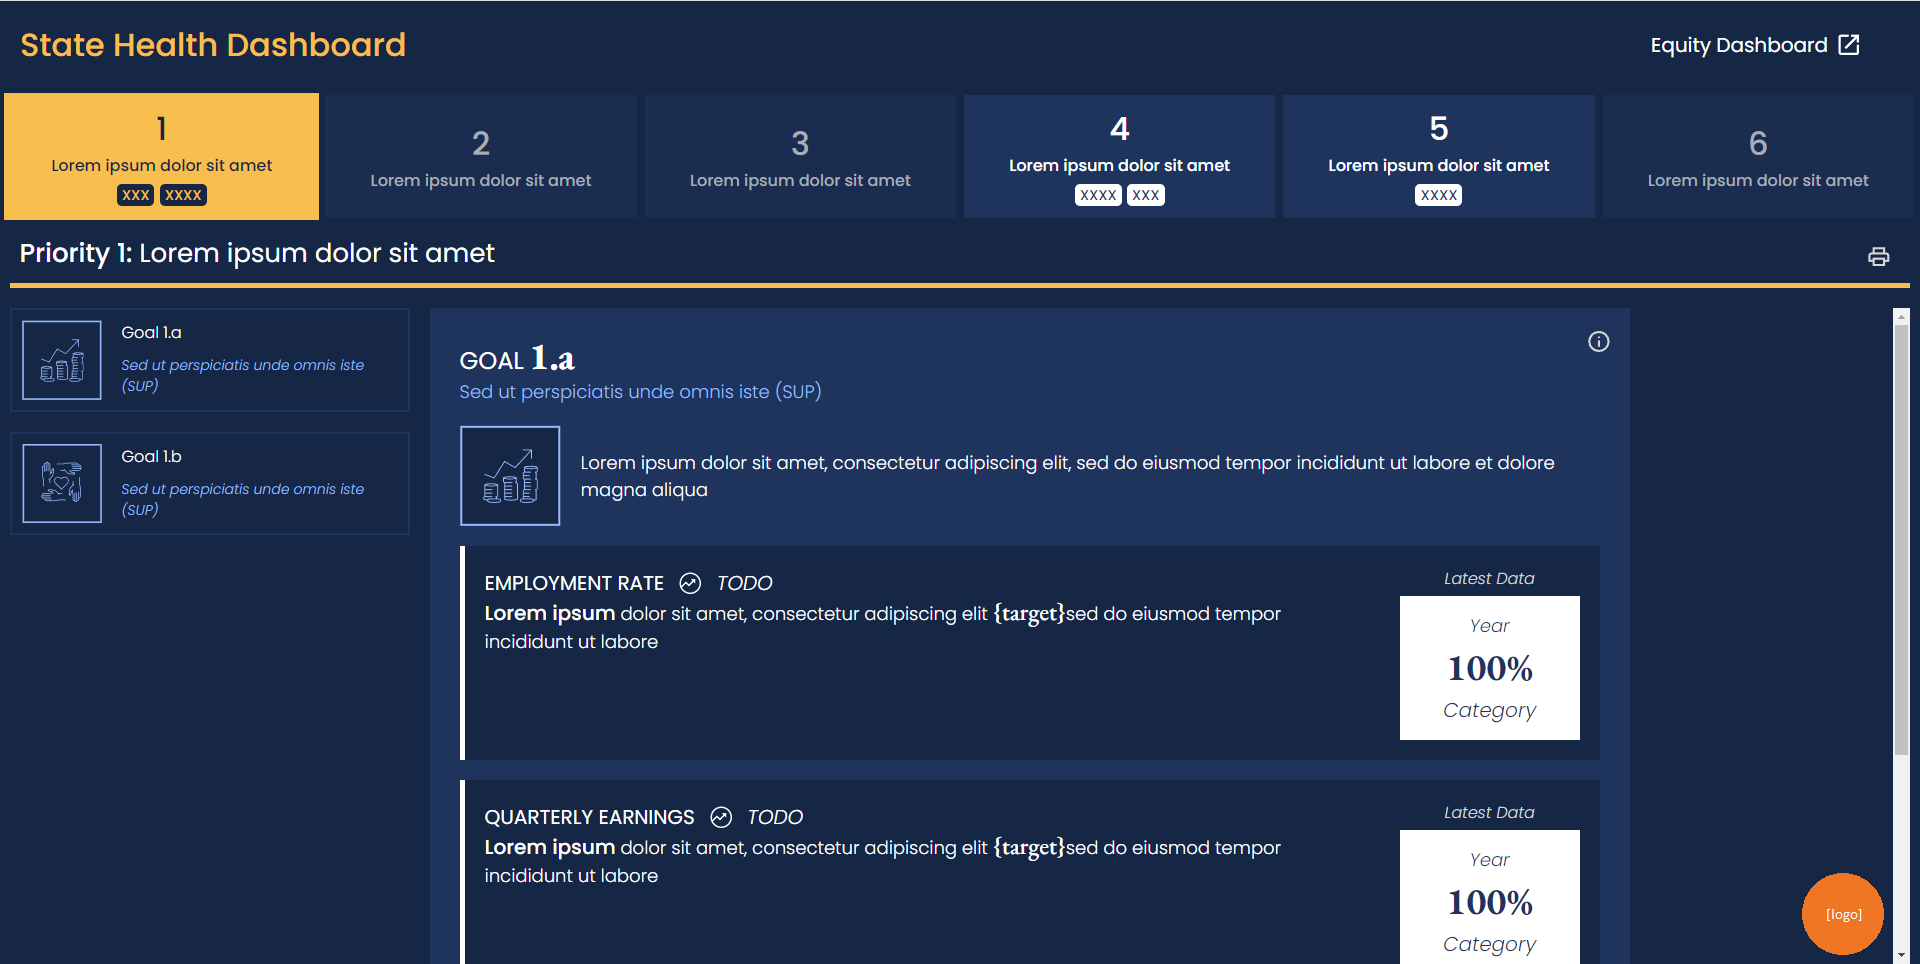 State Health Dashboard
Equity Dashboard
1
Lorem ipsum dolor sit amet
XXX XXXX
2
Lorem ipsum dolor sit amet
3
Lorem ipsum dolor sit amet
4
Lorem ipsum dolor sit amet
XXXX XXX
5
Lorem ipsum dolor sit amet
XXXX
6
Lorem ipsum dolor sit amet
Priority 1: Lorem ipsum dolor sit amet
Goal 1.a
Sed ut perspiciatis unde omnis iste
(SUP)
Goal 1.b
Sed ut perspiciatis unde omnis iste
(SUP)
GOAL 1.a
Sed ut perspiciatis unde omnis iste (SUP)
Lorem ipsum dolor sit amet, consectetur adipiscing elit, sed do eiusmod tempor incididunt ut labore et dolore
magna aliqua
EMPLOYMENT RATE TODO
Lorem ipsum dolor sit amet, consectetur adipiscing elit {target}sed do eiusmod tempor
incididunt ut labore
Latest Data
Year
100%
Category
QUARTERLY EARNINGS TODO
Lorem ipsum dolor sit amet, consectetur adipiscing elit {target}sed do eiusmod tempor
incididunt ut labore
Latest Data
Year
100%
Category
[logo]